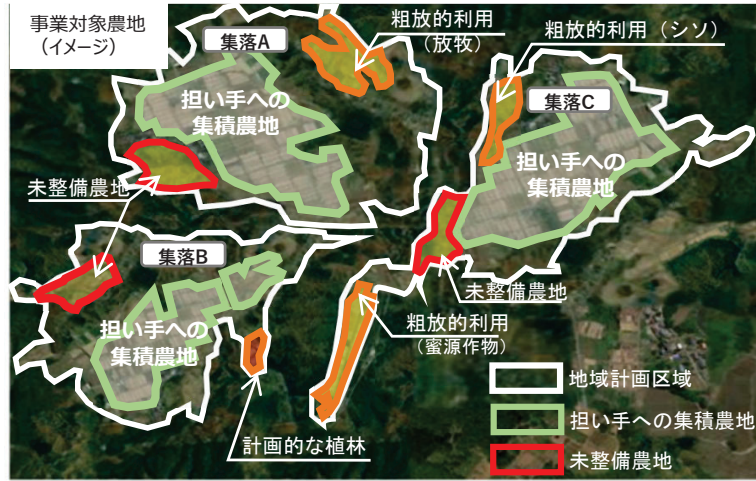 事業対象農地
（イメージ）
集落A
粗放的利用
（放牧）
粗放的利用（シソ）
集落C
担い手への
集積農地
担い手への
集積農地
未整備農地
集落B
担い手への
集積農地
未整備農地
粗放的利用
（蜜源作物）
計画的な植林
地域計画区域
担い手への集積農地
未整備農地